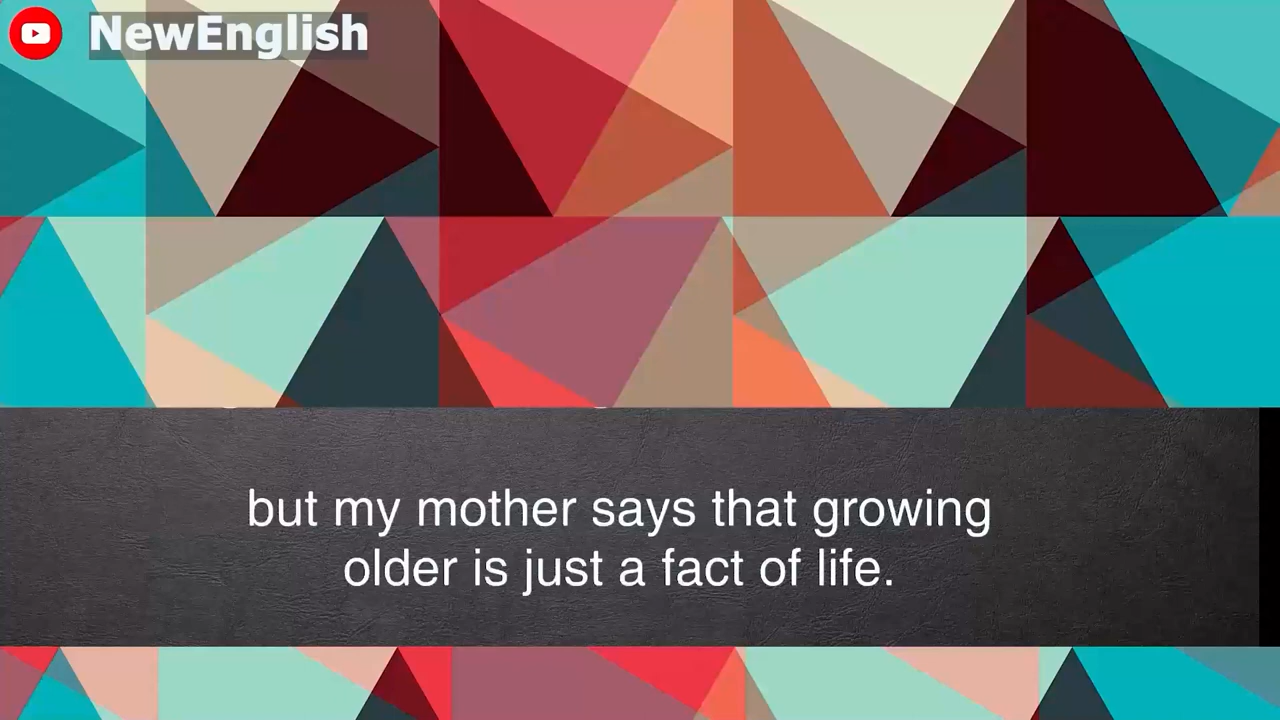 NewEnglish
but my mother says that growing
older is just a fact of life.